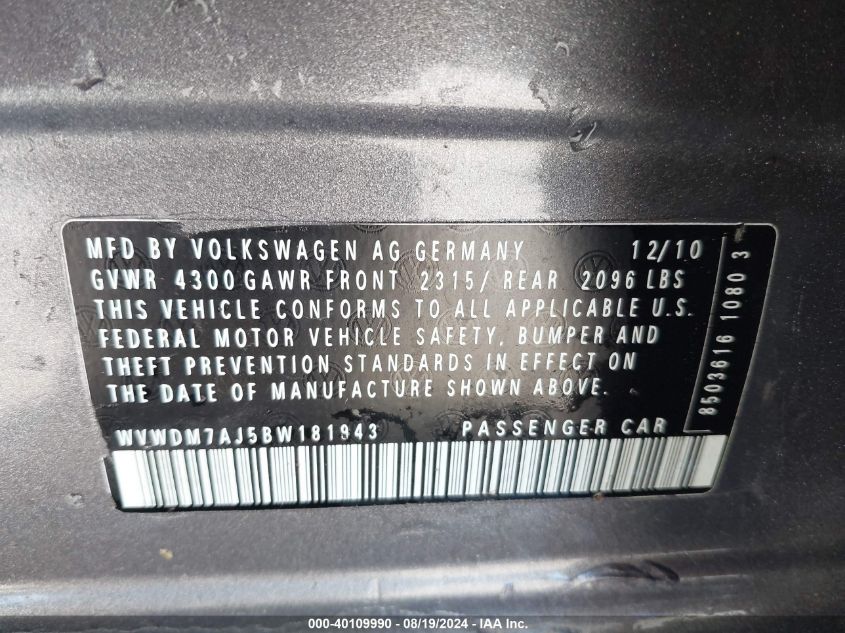 MFD BY VOLKSWAGEN AG GERMANY 12/10
GVWR 4300 GAWR FRONT 2315/ REAR 2096 LBS
THIS VEHICLE CONFORMS TO ALL APPLICABLE U.S.
FEDERAL MOTOR VEHICLE SAFETY, BUMPER AND
THEFT PREVENTION STANDARDS IN EFFECT ON
THE DATE OF MANUFACTURE SHOWN ABOVE.
WVWDM7AJ5BW181943 PASSENGER CAR
8503616 1080 3
000-40109990 - 08/19/2024 - Copyright © 2024 IAA, Inc.